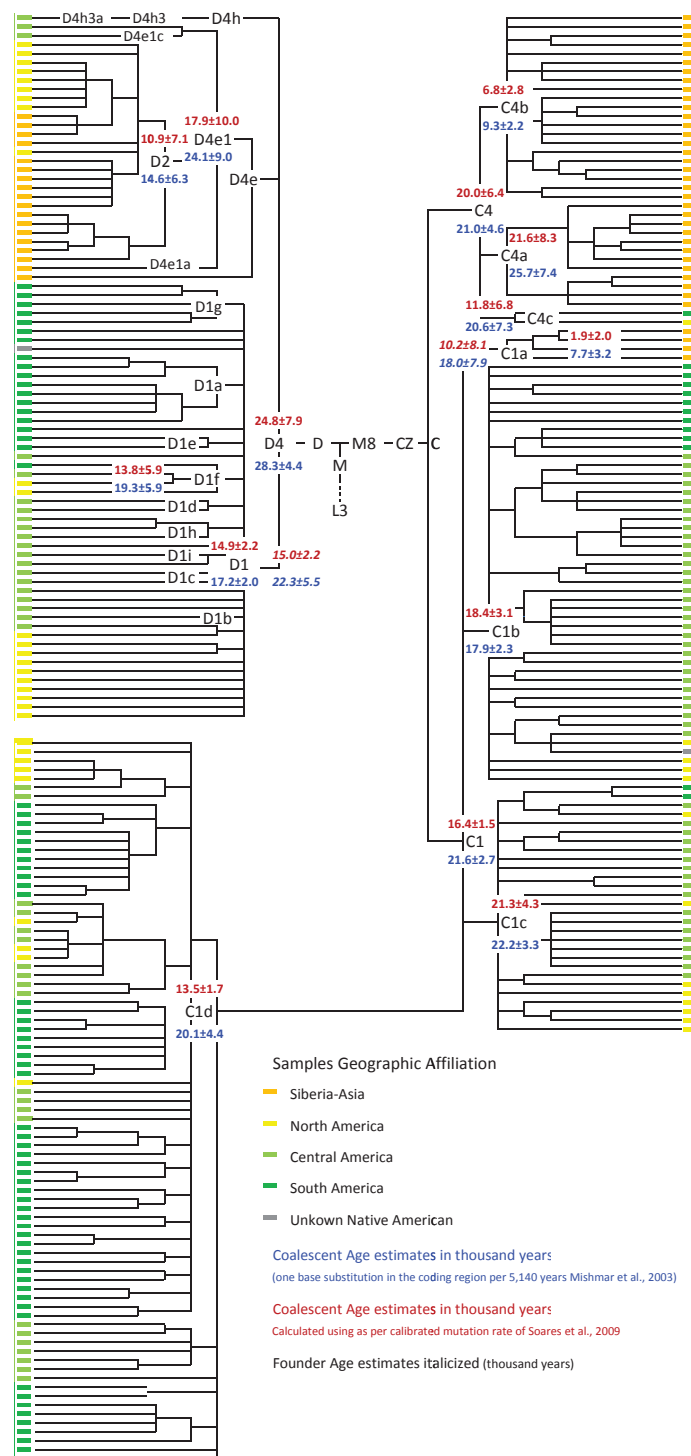 D4h3a
D4h3
D4h
D4e1c
17.9±10.0
10.9±7.1
D4e1
D2
24.1±9.0
14.6±6.3
D4e
D4e1a
D1g
D1a
D1e
13.8±5.9
D1f
19.3±5.9
D1d
D1h
14.9±2.2
15.0±2.2
D1i
D1
D1c
17.2±2.0
22.3±5.5
D1b
24.8±7.9
D4
D
M8
CZ
C
28.3±4.4
M
L3
6.8±2.8
C4b
9.3±2.2
20.0±6.4
C4
21.0±4.6
21.6±8.3
C4a
25.7±7.4
11.8±6.8
C4c
20.6±7.3
10.2±8.1
1.9±2.0
C1a
18.0±7.9
7.7±3.2
18.4±3.1
C1b
17.9±2.3
16.4±1.5
C1
21.6±2.7
21.3±4.3
C1c
22.2±3.3
13.5±1.7
C1d
20.1±4.4
Samples Geographic Affiliation
Siberia-Asia
North America
Central America
South America
Unkown Native American
Coalescent Age estimates in thousand years
(one base substitution in the coding region per 5,140 years Mishmar et al., 2003)
Coalescent Age estimates in thousand years
Calculated using as per calibrated mutation rate of Soares et al., 2009
Founder Age estimates italicized (thousand years)